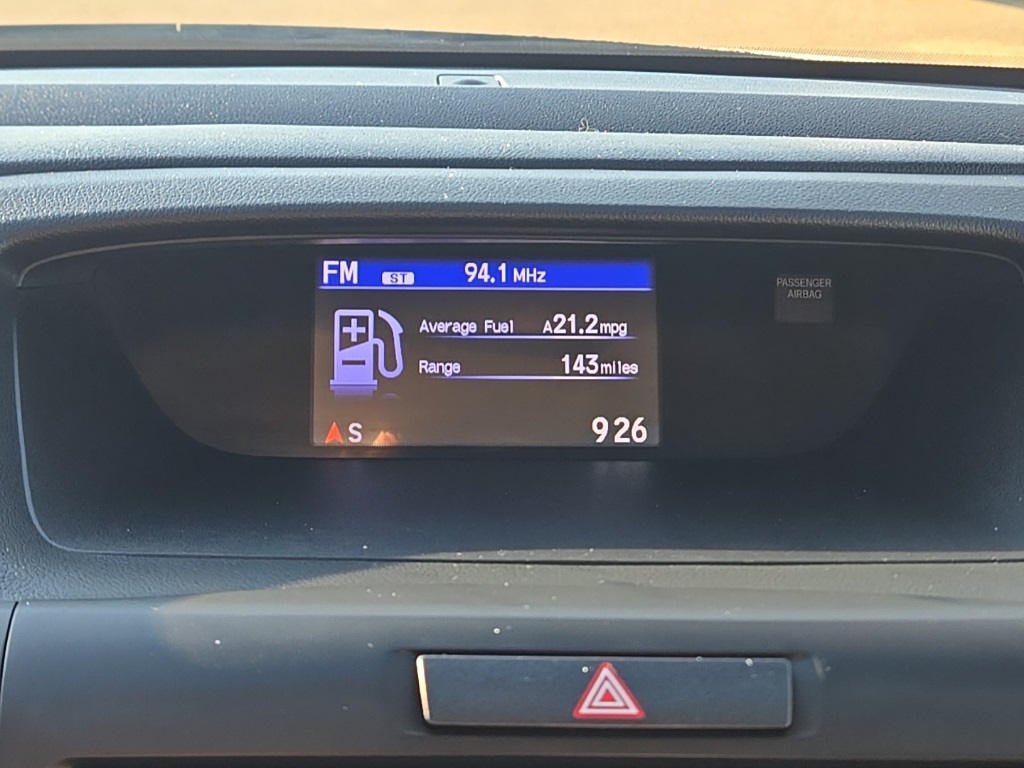 FM ST 94.1 MHz
PASSENGER
AIRBAG
Average Fuel A21.2mpg
Range 143miles
S 926